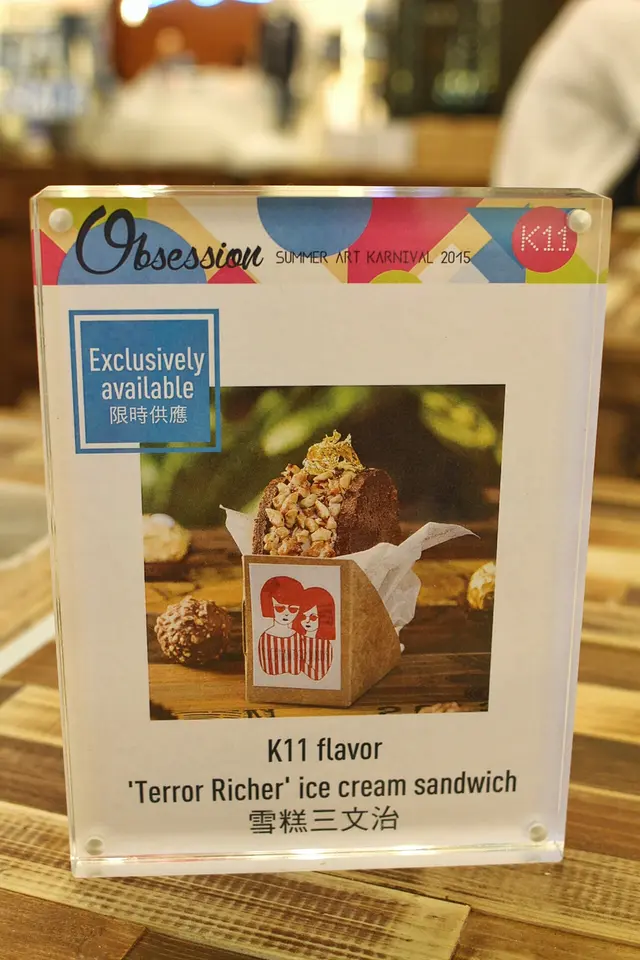 Obsession SUMMER ART KARNIVAL 2015 K11
Exclusively
available
限時供應
K11 flavor
'Terror Richer' ice cream sandwich
雪糕三文治